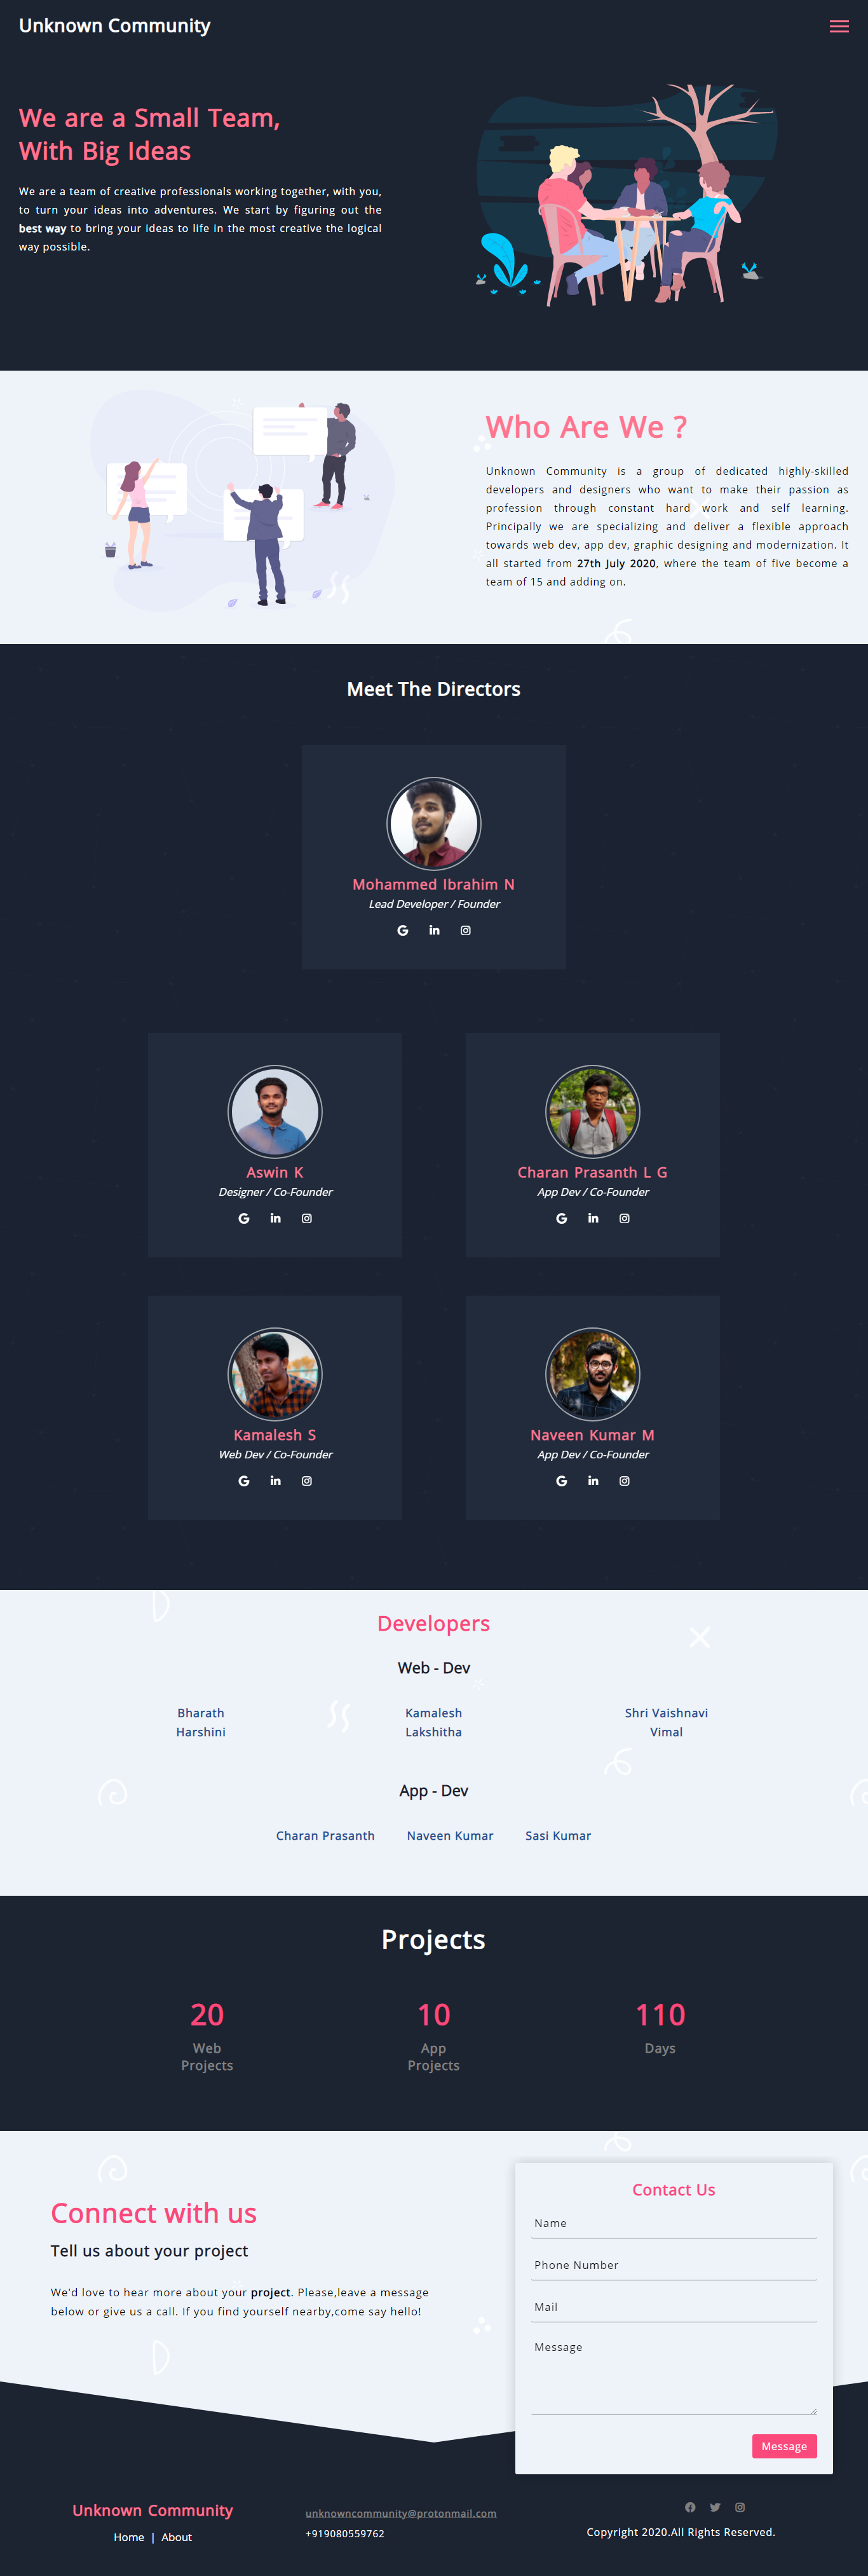 Unknown Community
We are a Small Team,
With Big Ideas
We are a team of creative professionals working together, with you,
to turn your ideas into adventures. We start by figuring out the
best way to bring your ideas to life in the most creative the logical
way possible.
Who Are We ?
Unknown Community is a group of dedicated highly-skilled
developers and designers who want to make their passion as
profession through constant hard work and self learning.
Principally we are specializing and deliver a flexible approach
towards web dev, app dev, graphic designing and modernization. It
all started from 27th July 2020, where the team of five become a
team of 15 and adding on.
Meet The Directors
Mohammed Ibrahim N
Lead Developer / Founder
Aswin K
Designer / Co-Founder
Charan Prasanth L G
App Dev / Co-Founder
Kamalesh S
Web Dev / Co-Founder
Naveen Kumar M
App Dev / Co-Founder
Developers
Web - Dev
Bharath Kamalesh Shri Vaishnavi
Harshini Lakshitha Vimal
App - Dev
Charan Prasanth Naveen Kumar Sasi Kumar
Projects
20 10 110
Web App Days
Projects Projects
Connect with us
Tell us about your project
We'd love to hear more about your project. Please,leave a message
below or give us a call. If you find yourself nearby,come say hello!
Contact Us
Name
Phone Number
Mail
Message
Message
Unknown Community
Home | About
unknowncommunity@protonmail.com
+919080559762
Copyright 2020.All Rights Reserved.